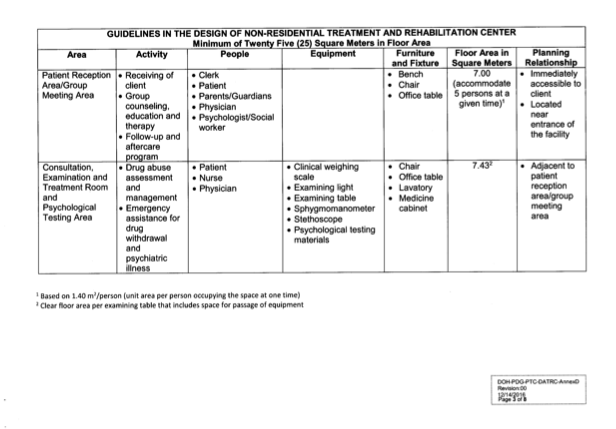 GUIDELINES IN THE DESIGN OF NON-RESIDENTIAL TREATMENT AND REHABILITATION CENTER
Minimum of Twenty Five (25) Square Meters in Floor Area
Area Activity People Equipment Furniture and Fixture Floor Area in Square Meters Planning Relationship
Patient Reception
Area/Group
Meeting Area
• Receiving of
client
• Group
counseling,
education and
therapy
• Follow-up and
aftercare
program
• Clerk
• Patient
• Parents/Guardians
• Physician
• Psychologist/Social
worker
• Bench
• Chair
• Office table
7.00
(accommodate
5 persons at a
given time)¹
• Immediately
accessible to
client
• Located
near
entrance of
the facility
Consultation,
Examination and
Treatment Room
and
Psychological
Testing Area
• Drug abuse
assessment
and
management
• Emergency
assistance for
drug
withdrawal
and
psychiatric
illness
• Patient
• Nurse
• Physician
• Clinical weighing
scale
• Examining light
• Examining table
• Sphygmomanometer
• Stethoscope
• Psychological testing
materials
• Chair
• Office table
• Lavatory
• Medicine
cabinet
7.43²
• Adjacent to
patient
reception
area/group
meeting
area
¹ Based on 1.40 m²/person (unit area per person occupying the space at one time)
² Clear floor area per examining table that includes space for passage of equipment
DOH-PDG-PTC-DATRC-AnnexD
Revision:00
12/14/2016